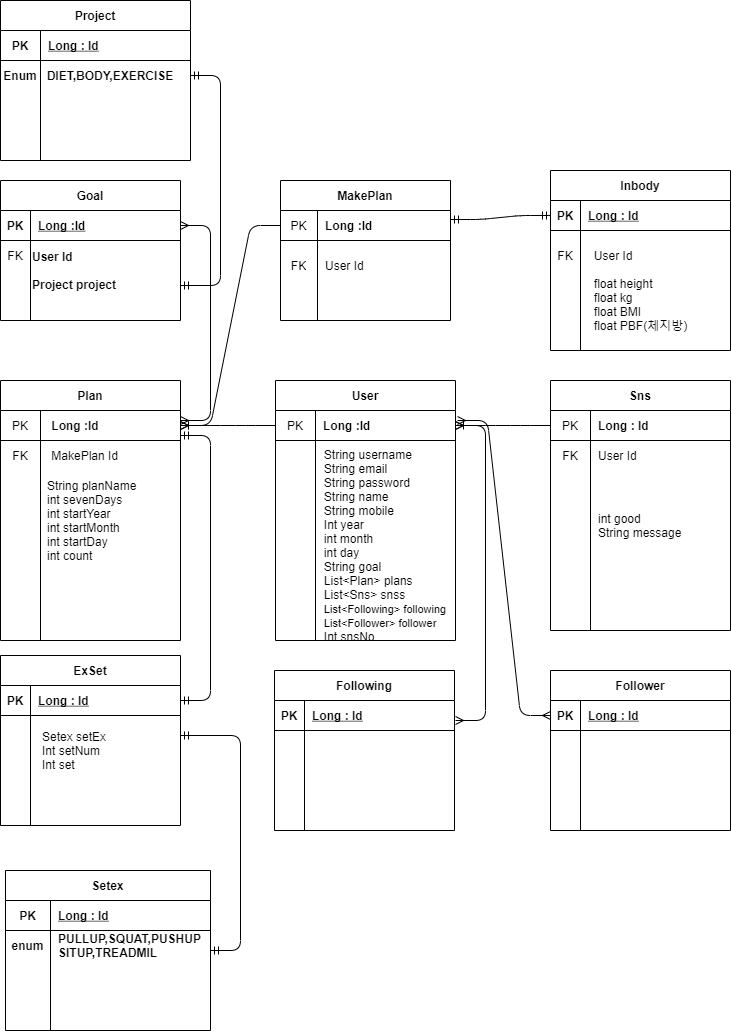 Project
PK Long : Id
Enum DIET,BODY,EXERCISE
Goal
PK Long :Id
FK User Id
Project project
MakePlan
PK Long :Id
FK User Id
Inbody
PK Long : Id
FK User Id
float height
float kg
float BMI
float PBF(체지방)
Plan
PK Long :Id
FK MakePlan Id
String planName
int sevenDays
int startYear
int startMonth
int startDay
int count
User
PK Long :Id
String username
String email
String password
String name
String mobile
Int year
int month
int day
String goal
List<Plan> plans
List<Sns> snss
List<Following> following
List<Follower> follower
Int snsNo
Sns
PK Long : Id
FK User Id
int good
String message
ExSet
PK Long : Id
Setex setEx
Int setNum
Int set
Following
PK Long : Id
Follower
PK Long : Id
Setex
PK Long : Id
enum PULLUP,SQUAT,PUSHUP
SITUP,TREADMIL